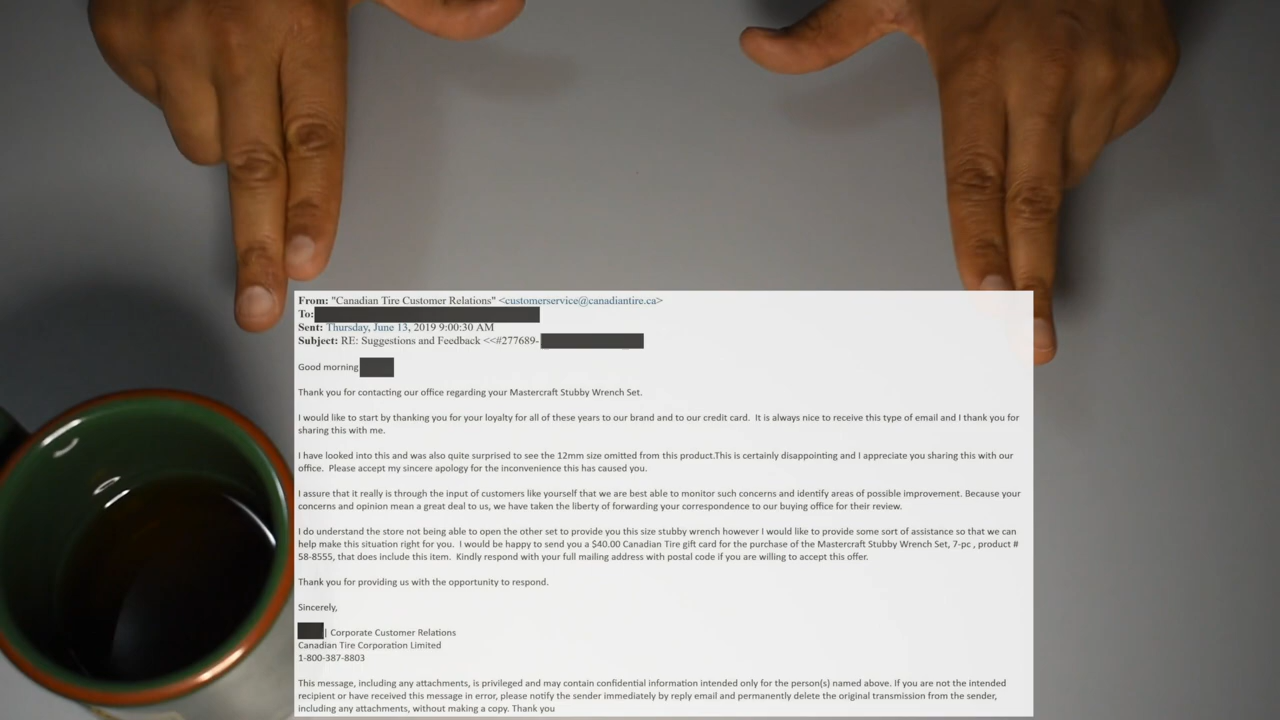 From: "Canadian Tire Customer Relations" <customerservice@canadiantire.ca>
To:
Sent: Thursday, June 13, 2019 9:00:30 AM
Subject: RE: Suggestions and Feedback <<#277689-
Good morning
Thank you for contacting our office regarding your Mastercraft Stubby Wrench Set.
I would like to start by thanking you for your loyalty for all of these years to our brand and to our credit card.  It is always nice to receive this type of email and I thank you for
sharing this with me.
I have looked into this and was also quite surprised to see the 12mm size omitted from this product.This is certainly disappointing and I appreciate you sharing this with our
office.  Please accept my sincere apology for the inconvenience this has caused you.
I assure that it really is through the input of customers like yourself that we are best able to monitor such concerns and identify areas of possible improvement. Because your
concerns and opinion mean a great deal to us, we have taken the liberty of forwarding your correspondence to our buying office for their review.
I do understand the store not being able to open the other set to provide you this size stubby wrench however I would like to provide some sort of assistance so that we can
help make this situation right for you.  I would be happy to send you a $40.00 Canadian Tire gift card for the purchase of the Mastercraft Stubby Wrench Set, 7-pc , product #
58-8555, that does include this item.  Kindly respond with your full mailing address with postal code if you are willing to accept this offer.
Thank you for providing us with the opportunity to respond.
Sincerely,
| Corporate Customer Relations
Canadian Tire Corporation Limited
1-800-387-8803
This message, including any attachments, is privileged and may contain confidential information intended only for the person(s) named above. If you are not the intended
recipient or have received this message in error, please notify the sender immediately by reply email and permanently delete the original transmission from the sender,
including any attachments, without making a copy. Thank you